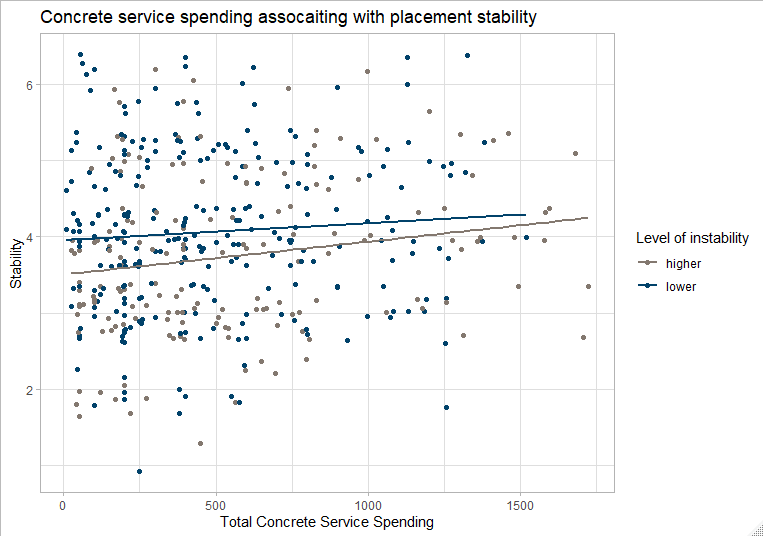 Concrete service spending assocaiting with placement stability
6
4
2
Stability
0
500
1000
1500
Total Concrete Service Spending
Level of instability
higher
lower